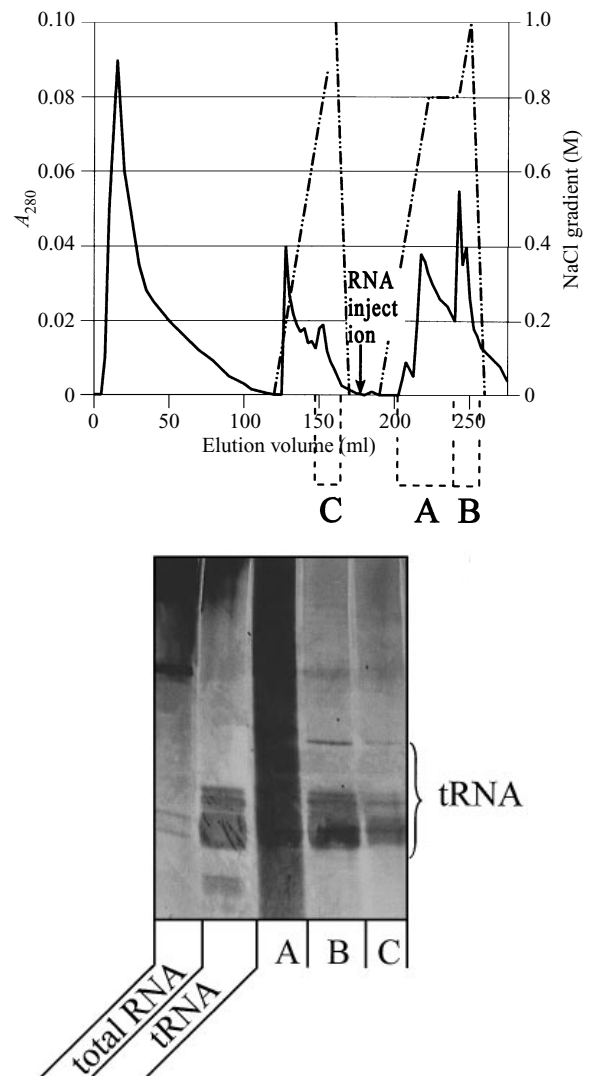 0.10
0.08
0.06
0.04
0.02
0
A280
1.0
0.8
0.6
0.4
0.2
0
NaCl gradient (M)
RNA
inject
ion
0 50 100 150 200 250
Elution volume (ml)
C A B
tRNA
A B C
total RNA
tRNA